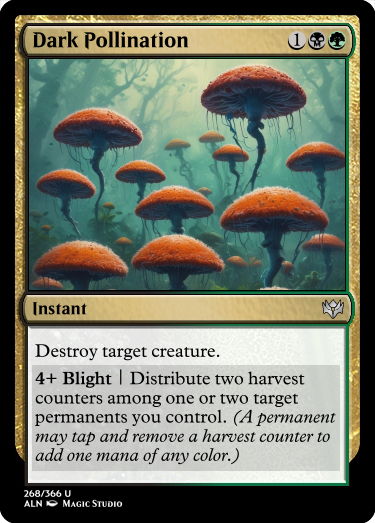 Dark Pollination 1
Instant
Destroy target creature.
4+ Blight | Distribute two harvest
counters among one or two target
permanents you control. (A permanent
may tap and remove a harvest counter to
add one mana of any color.)
268/366 U
ALN Magic Studio